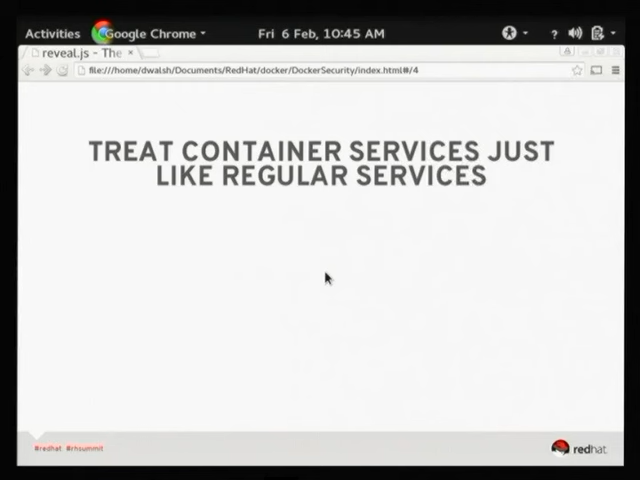 Activities Google Chrome Fri 6 Feb, 10:45 AM ?
reveal.js – The ×
file:///home/dwalsh/Documents/RedHat/docker/DockerSecurity/index.html#/4
TREAT CONTAINER SERVICES JUST
LIKE REGULAR SERVICES
#redhat #rhsummit
redhat